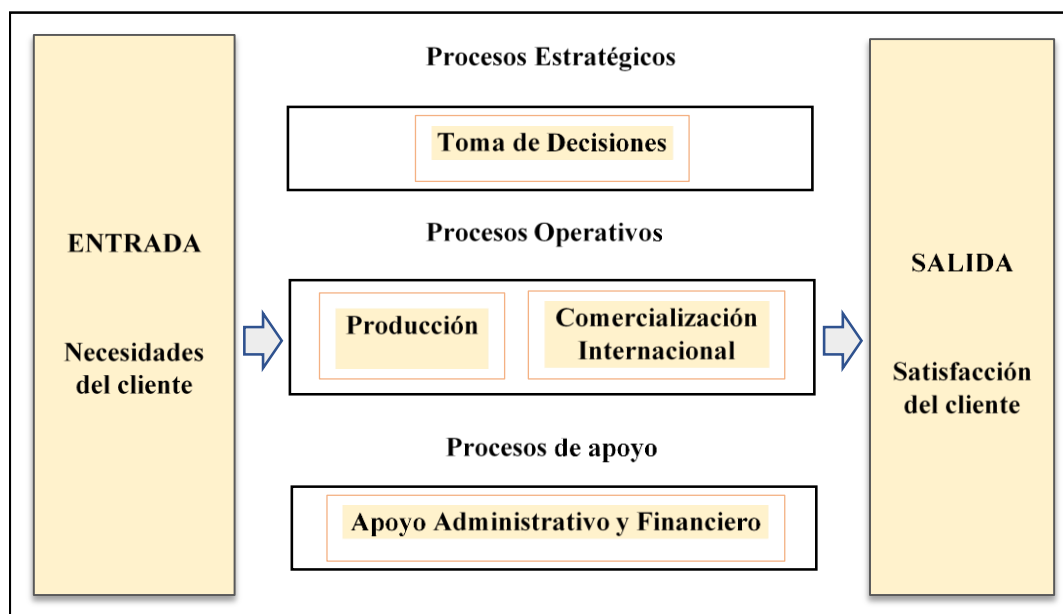 ENTRADA
Necesidades
del cliente
Procesos Estratégicos
Toma de Decisiones
Procesos Operativos
Producción
Comercialización
Internacional
Procesos de apoyo
Apoyo Administrativo y Financiero
SALIDA
Satisfacción
del cliente